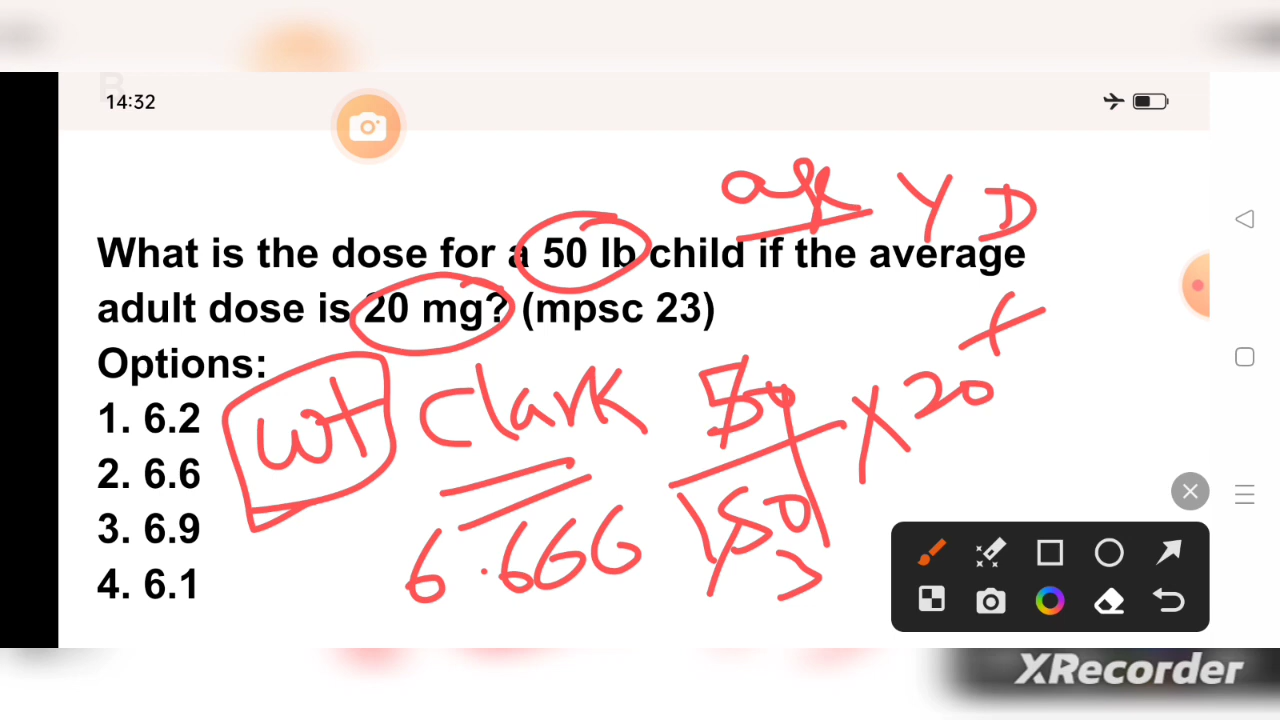 14:32
age Y D
What is the dose for a 50 lb child if the average
adult dose is 20 mg? (mpsc 23)
Options:
1. 6.2
2. 6.6
3. 6.9
4. 6.1
wt Clark 50 X 20
150
3
6.666
XRecorder